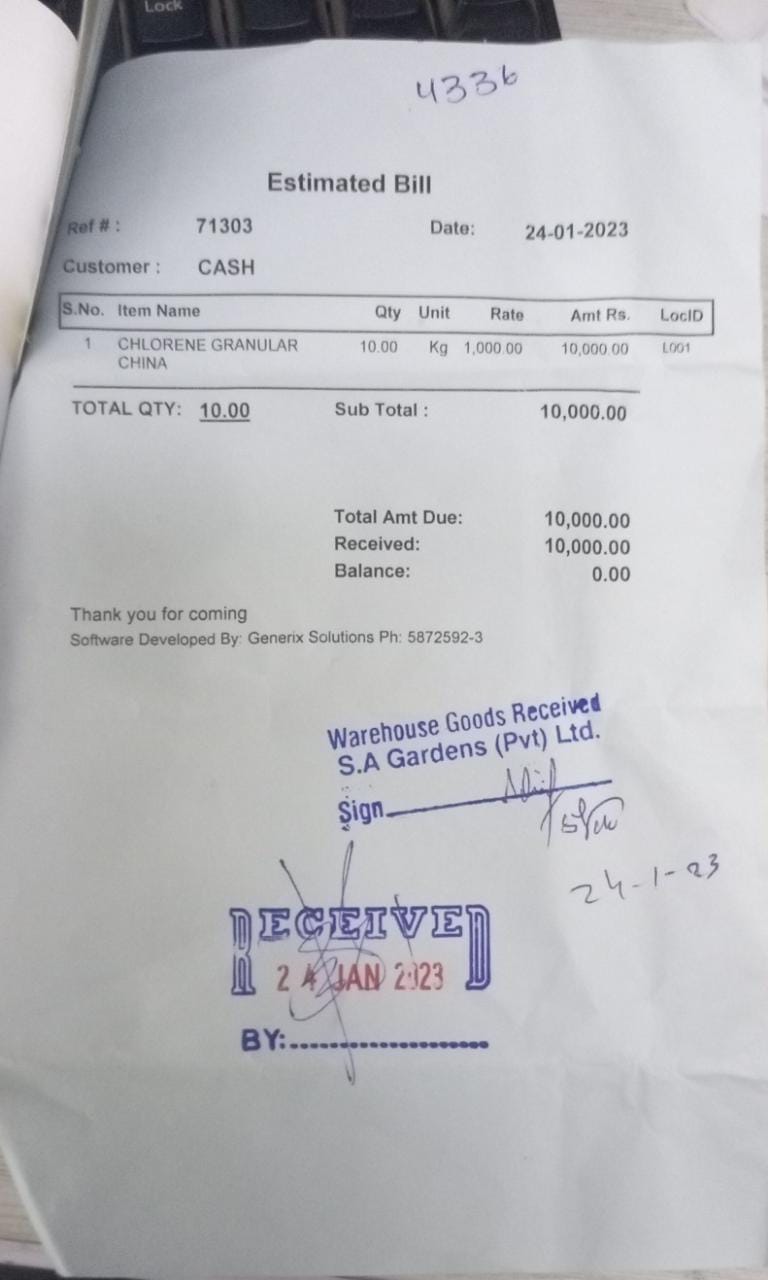 Lock
4336
Estimated Bill
Ref # : 71303 Date: 24-01-2023
Customer : CASH
S.No. Item Name Qty Unit Rate Amt Rs. LocID
1 CHLORENE GRANULAR 10.00 Kg 1,000.00 10,000.00 L001
CHINA
TOTAL QTY: 10.00 Sub Total : 10,000.00
Total Amt Due: 10,000.00
Received: 10,000.00
Balance: 0.00
Thank you for coming
Software Developed By: Generix Solutions Ph: 5872592-3
Warehouse Goods Received
S.A Gardens (Pvt) Ltd.
Sign
24-1-23
RECEIVED
24 JAN 2023
BY: